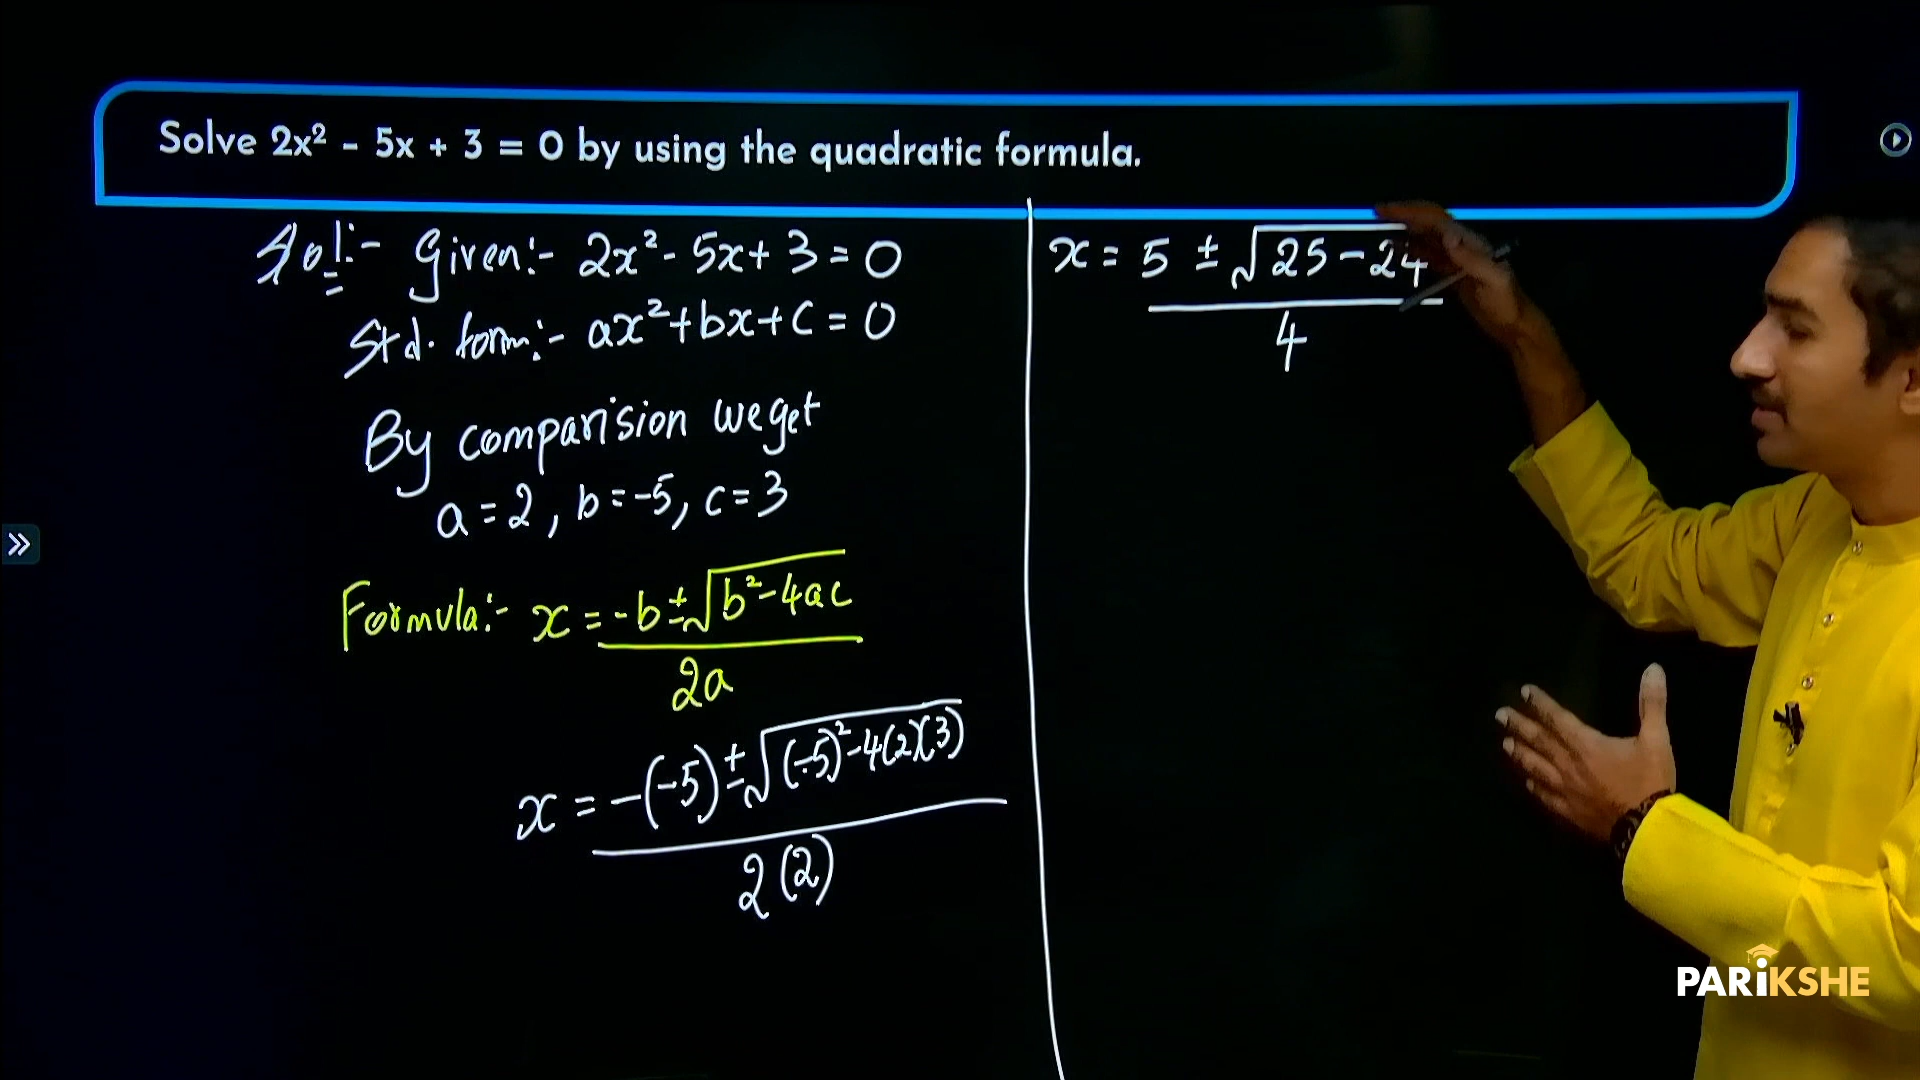 Solve 2x² - 5x + 3 = 0 by using the quadratic formula.
Sol:- Given:- 2x² - 5x + 3 = 0
Std. form:- ax² + bx + c = 0
By comparision we get
a = 2, b = -5, c = 3
Formula:- x = -b ± √b² - 4ac
2a
x = -(-5) ± √(-5)² - 4(2)(3)
2(2)
x = 5 ± √25 - 24
4
PARiKSHE